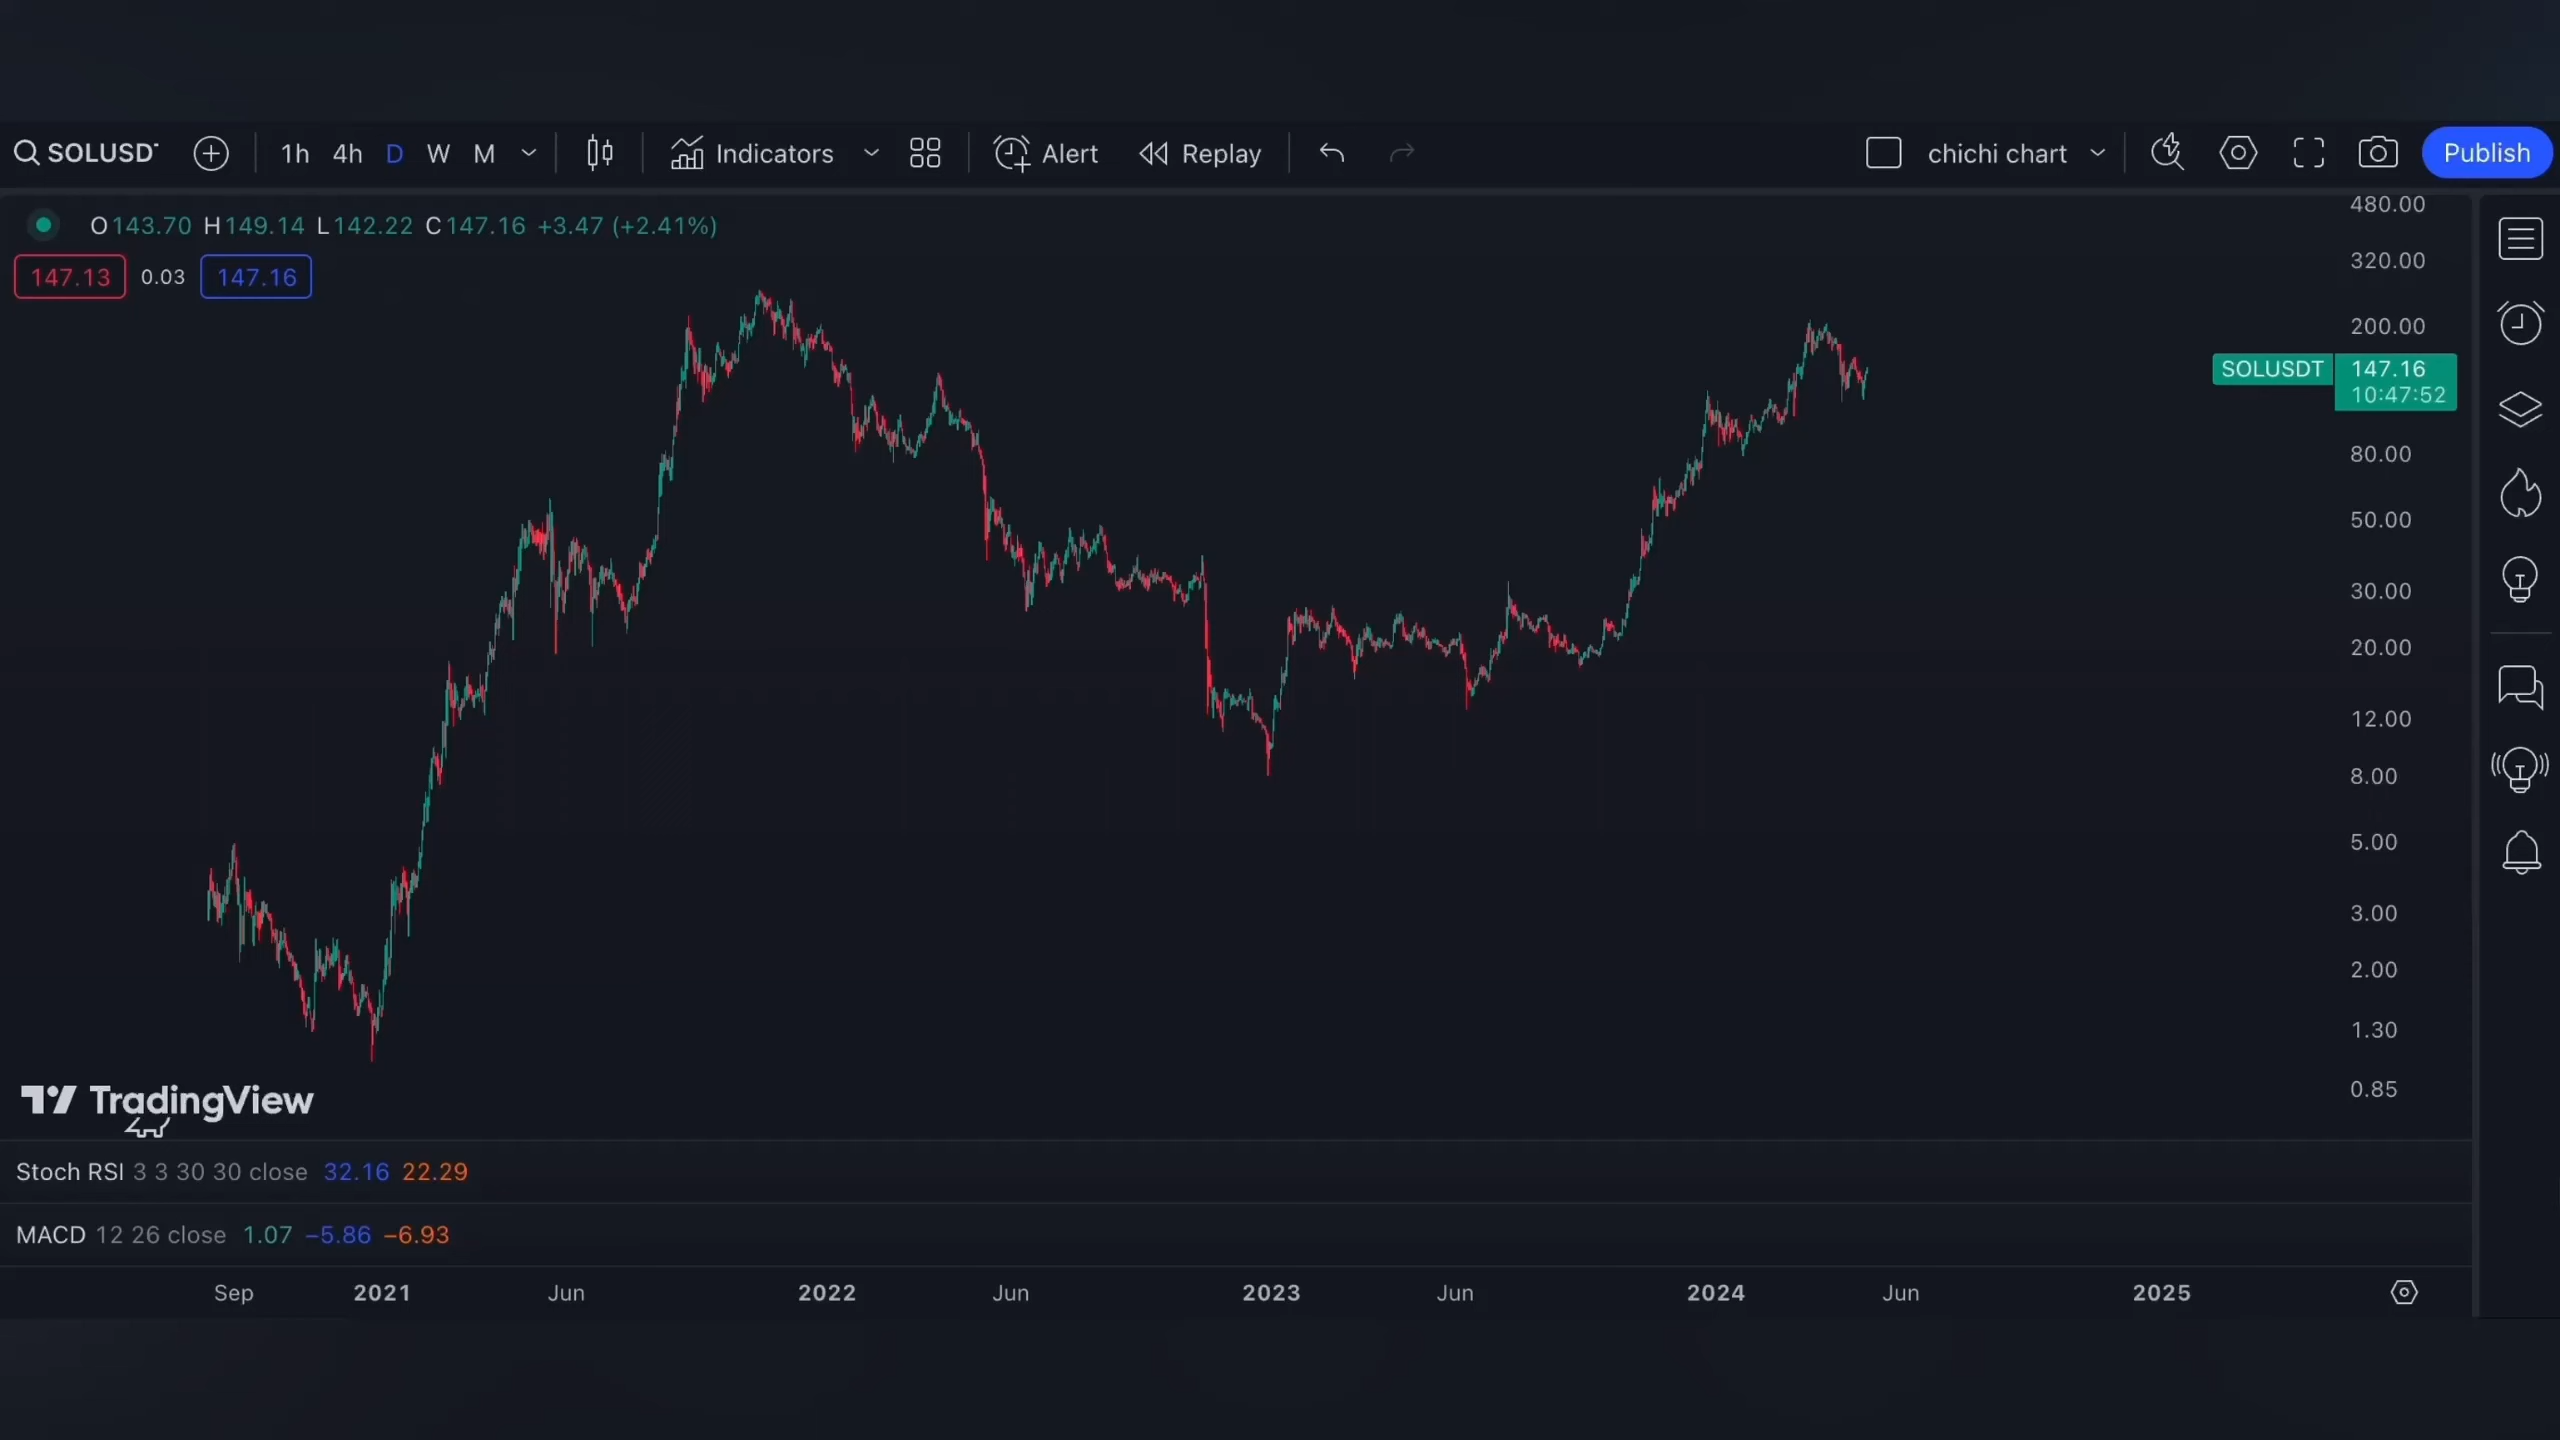 SOLUSDT 1h 4h D W M Indicators Alert Replay chichi chart Publish
O143.70 H149.14 L142.22 C147.16 +3.47 (+2.41%)
147.13 0.03 147.16
480.00
320.00
200.00
SOLUSDT 147.16
10:47:52
80.00
50.00
30.00
20.00
12.00
8.00
5.00
3.00
2.00
1.30
0.85
TradingView
Stoch RSI 3 3 30 30 close 32.16 22.29
MACD 12 26 close 1.07 −5.86 −6.93
Sep 2021 Jun 2022 Jun 2023 Jun 2024 Jun 2025